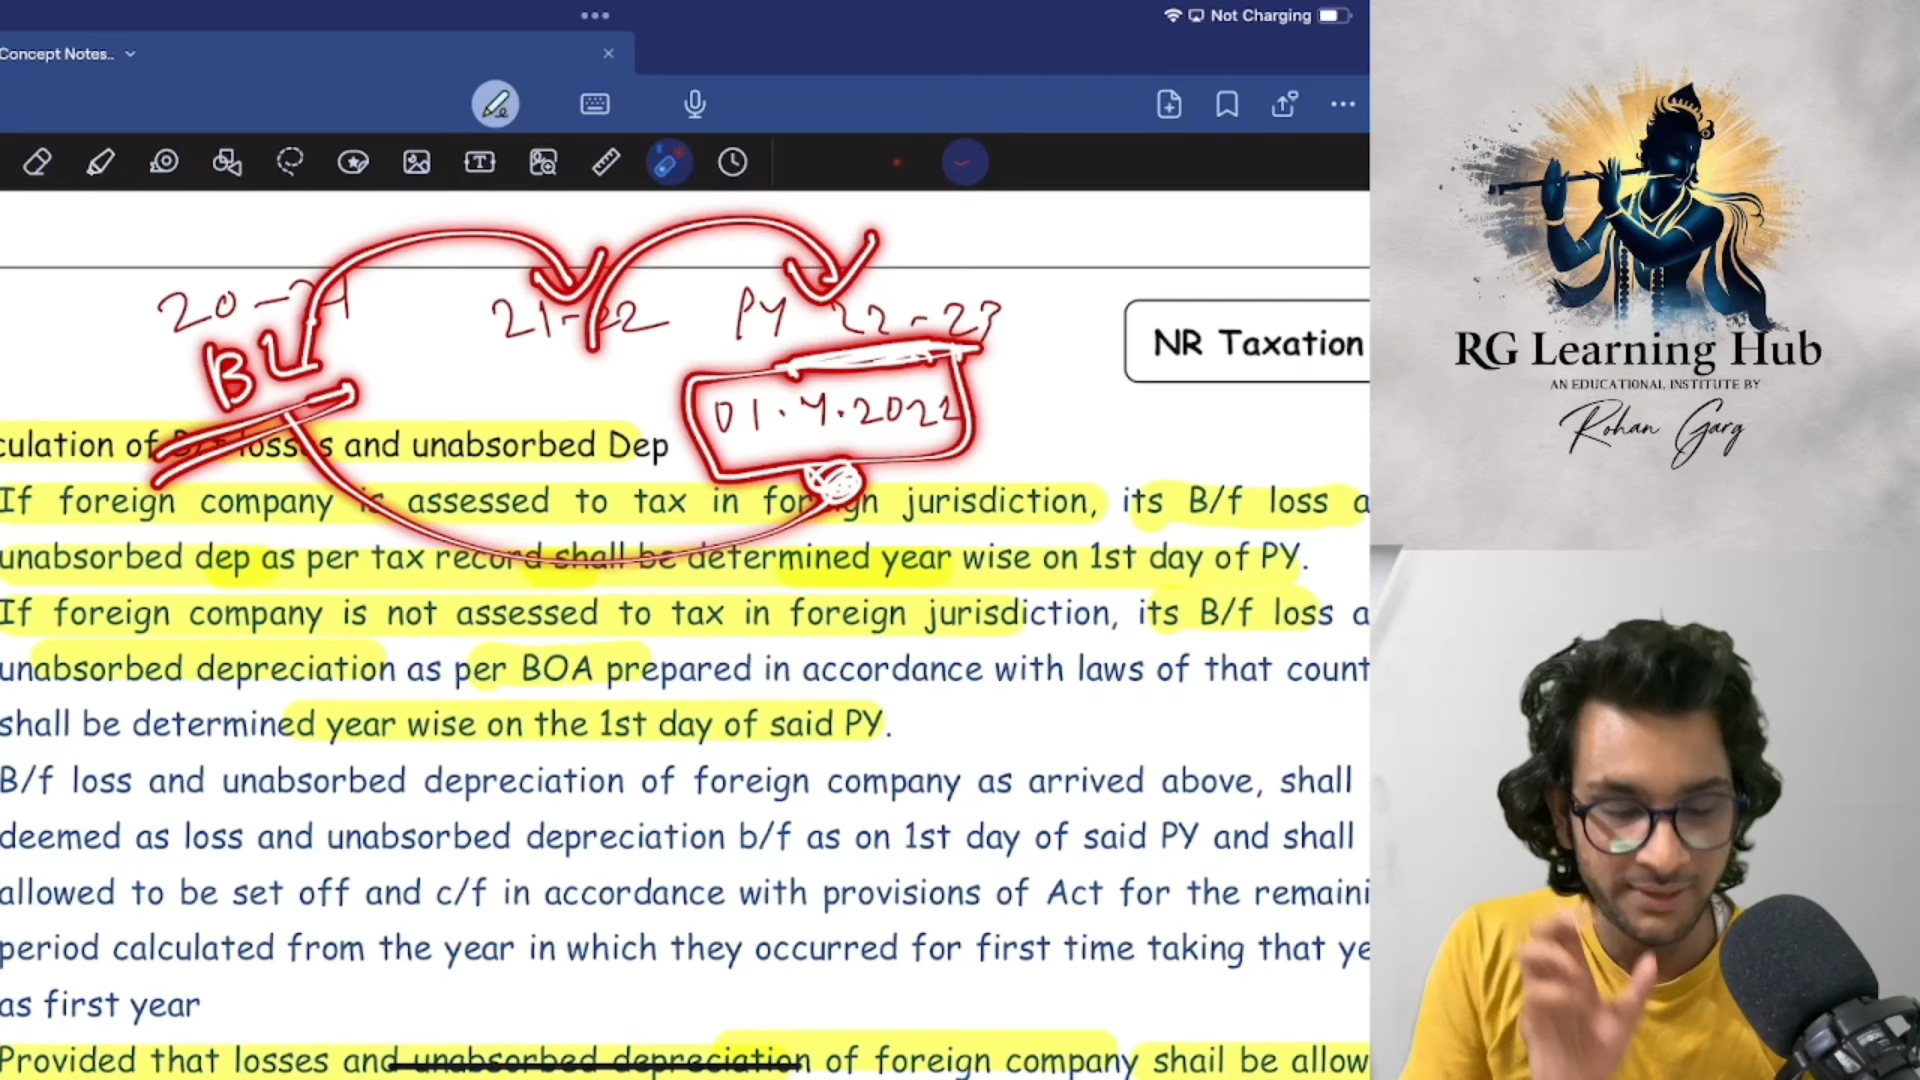 Not Charging
Concept Notes..
20-21 21-22 PY 22-23
BL
NR Taxation
01.4.2022
culation of B/f losses and unabsorbed Dep
If foreign company is assessed to tax in foreign jurisdiction, its B/f loss a
unabsorbed dep as per tax record shall be determined year wise on 1st day of PY.
If foreign company is not assessed to tax in foreign jurisdiction, its B/f loss a
unabsorbed depreciation as per BOA prepared in accordance with laws of that count
shall be determined year wise on the 1st day of said PY.
B/f loss and unabsorbed depreciation of foreign company as arrived above, shall
deemed as loss and unabsorbed depreciation b/f as on 1st day of said PY and shall
allowed to be set off and c/f in accordance with provisions of Act for the remaini
period calculated from the year in which they occurred for first time taking that ye
as first year
Provided that losses and unabsorbed depreciation of foreign company shall be allow
RG Learning Hub
AN EDUCATIONAL INSTITUTE BY
Rohan Garg